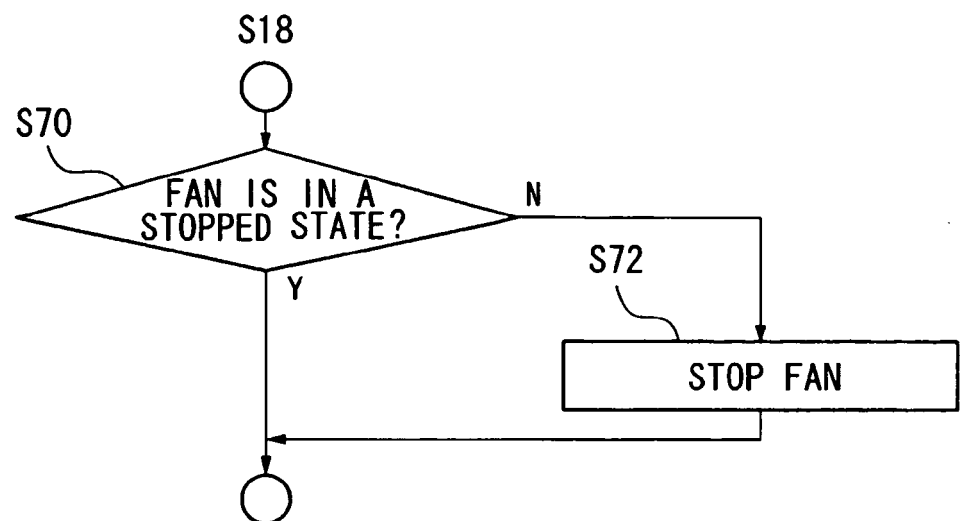 S18
S70
FAN IS IN A
STOPPED STATE?
N
Y
S72
STOP FAN